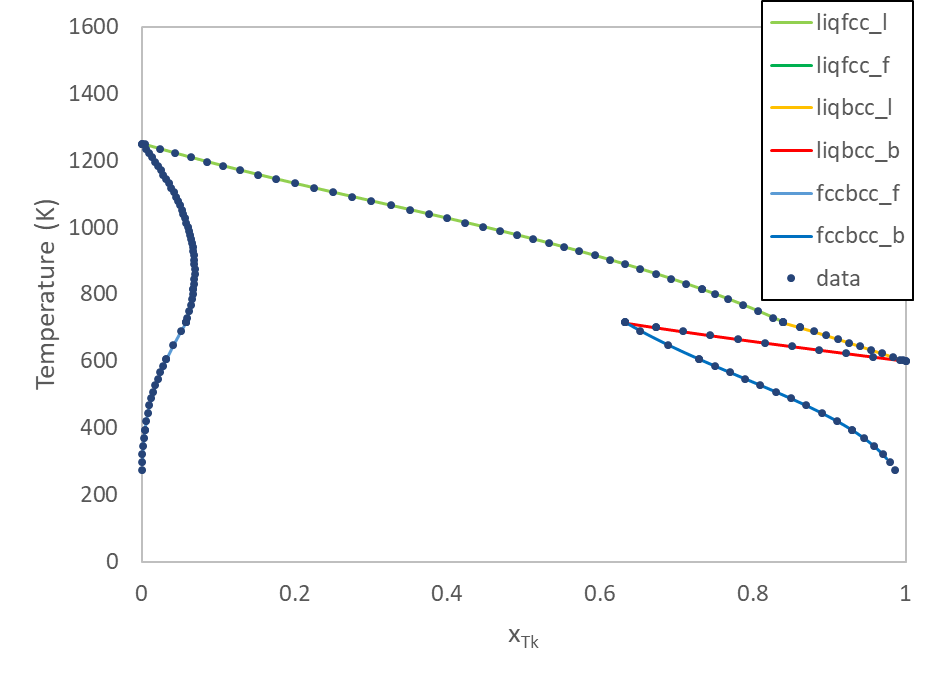 1600
1400
1200
1000
800
600
400
200
0
Temperature (K)
0
0.2
0.4
0.6
0.8
1
xTk
liqfcc_l
liqfcc_f
liqbcc_l
liqbcc_b
fccbcc_f
fccbcc_b
data